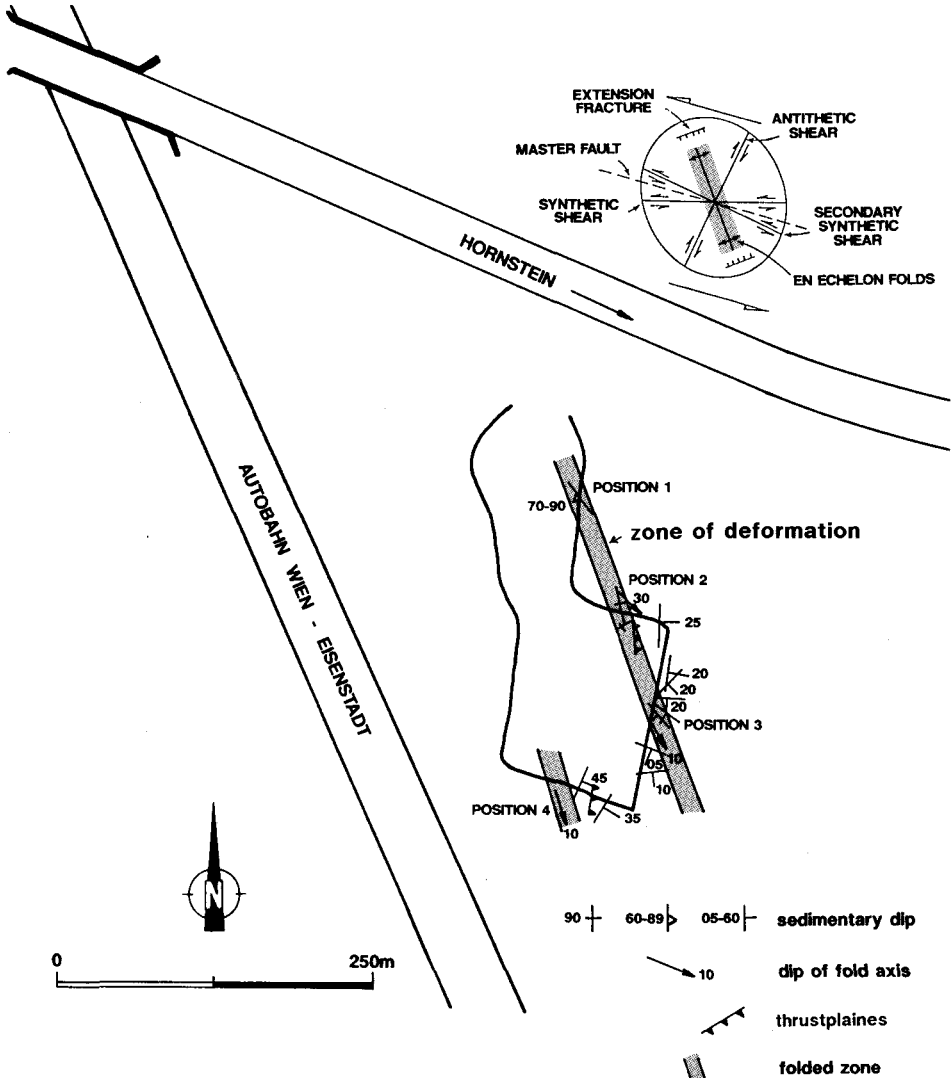 EXTENSION
FRACTURE
ANTITHETIC
SHEAR
MASTER FAULT
SYNTHETIC
SHEAR
SECONDARY
SYNTHETIC
SHEAR
EN ECHELON FOLDS
HORNSTEIN
AUTOBAHN WIEN - EISENSTADT
POSITION 1
70-90
zone of deformation
POSITION 2
30
25
20
20
20
POSITION 3
10
05
10
45
POSITION 4
35
10
N
0
250m
90
60-89
05-60
sedimentary dip
10
dip of fold axis
thrustplaines
folded zone